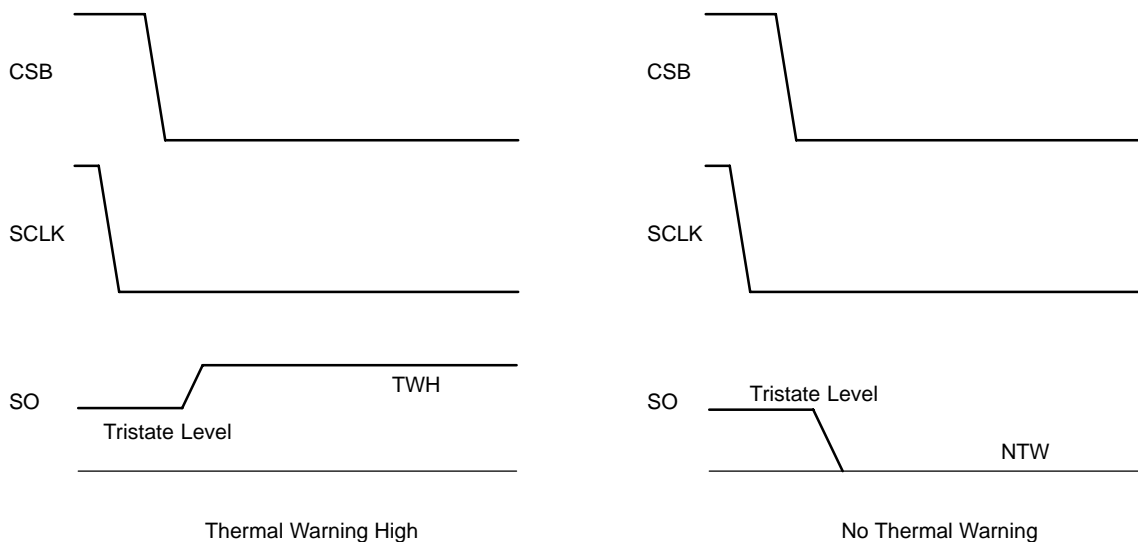 CSB
SCLK
SO
TWH
Tristate Level
Thermal Warning High
CSB
SCLK
SO
Tristate Level
NTW
No Thermal Warning